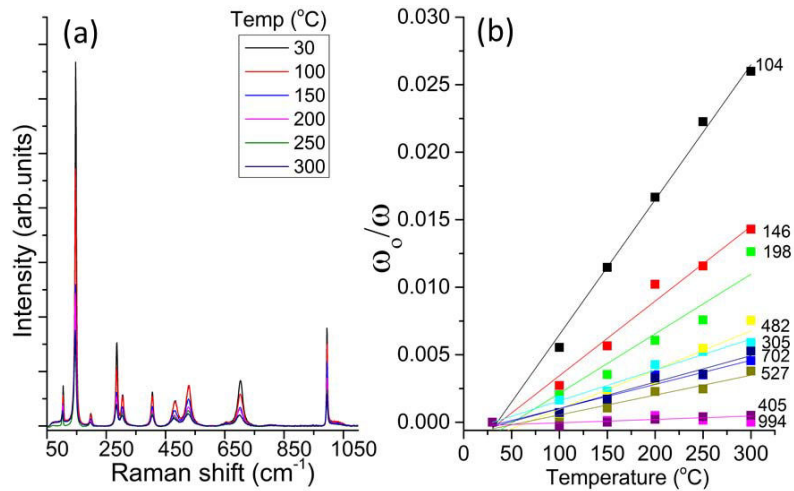 (a)
Temp (°C)
30
100
150
200
250
300
Intensity (arb.units)
50 250 450 650 850 1050
Raman shift (cm⁻¹)
(b)
0.030
0.025
0.020
0.015
0.010
0.005
0.000
ωₒ/ω
104
146
198
482
305
702
527
405
994
0 50 100 150 200 250 300
Temperature (°C)